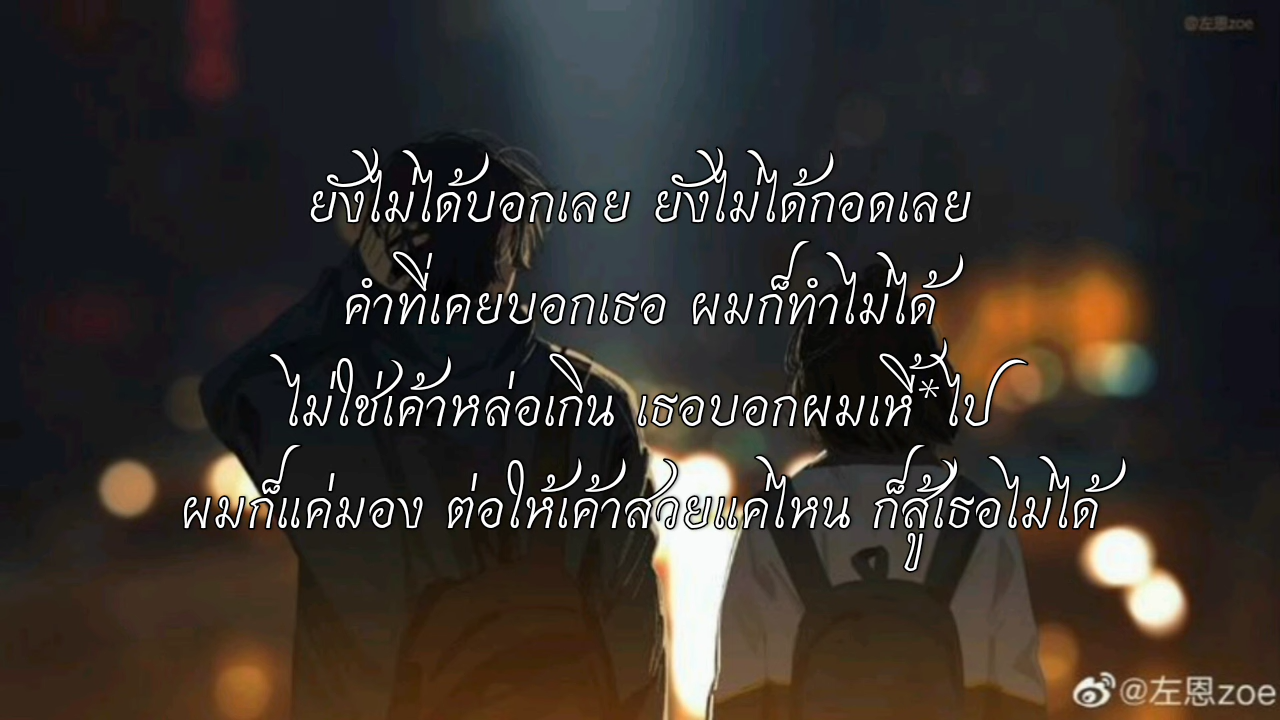 @左恩zoe
ยังไม่ได้บอกเลย ยังไม่ได้กอดเลย
คำที่เคยบอกเธอ ผมก็ทำไม่ได้
ไม่ใช่เค้าหล่อเกิน เธอบอกผมเหี้*ไป
ผมก็แค่มอง ต่อให้เค้าสวยแค่ไหน ก็สู้เธอไม่ได้
@左恩zoe